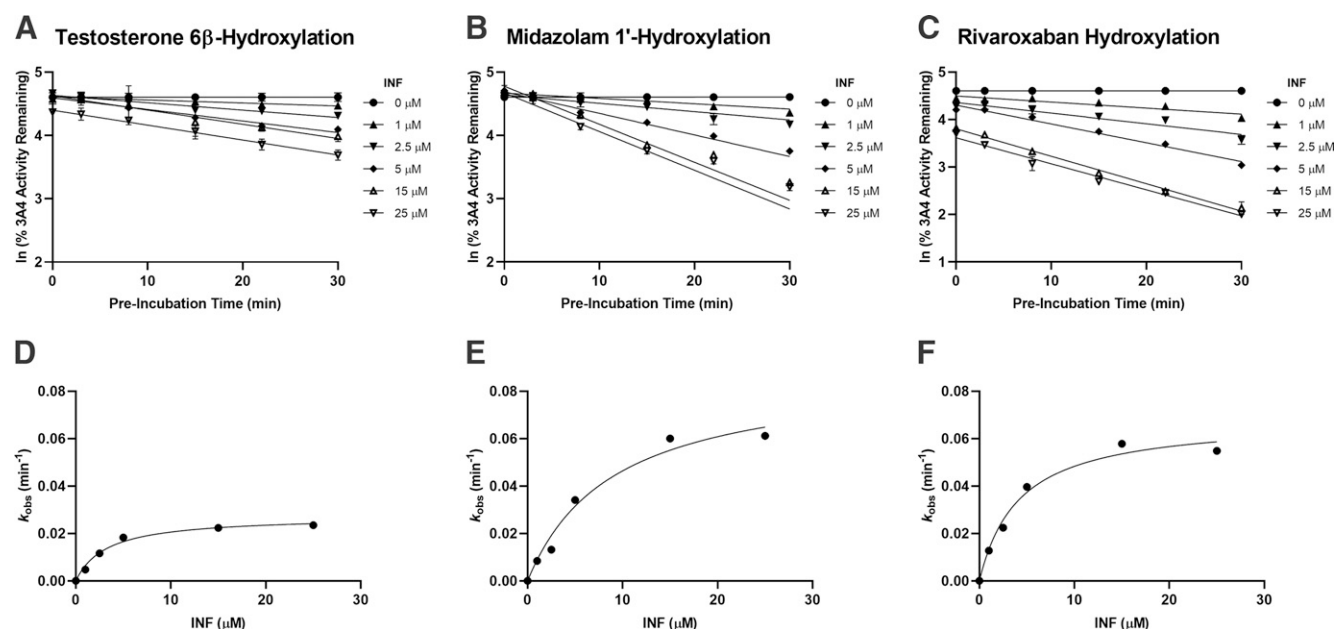 A Testosterone 6β-Hydroxylation
B Midazolam 1'-Hydroxylation
C Rivaroxaban Hydroxylation
ln (% 3A4 Activity Remaining)
5
4
3
2
0 10 20 30
Pre-Incubation Time (min)
INF
0 μM
1 μM
2.5 μM
5 μM
15 μM
25 μM
ln (% 3A4 Activity Remaining)
5
4
3
2
0 10 20 30
Pre-Incubation Time (min)
INF
0 μM
1 μM
2.5 μM
5 μM
15 μM
25 μM
ln (% 3A4 Activity Remaining)
5
4
3
2
1
0 10 20 30
Pre-Incubation Time (min)
INF
0 μM
1 μM
2.5 μM
5 μM
15 μM
25 μM
D
kobs (min-1)
0.08
0.06
0.04
0.02
0.00
0 10 20 30
INF (μM)
E
kobs (min-1)
0.08
0.06
0.04
0.02
0.00
0 10 20 30
INF (μM)
F
kobs (min-1)
0.08
0.06
0.04
0.02
0.00
0 10 20 30
INF (μM)